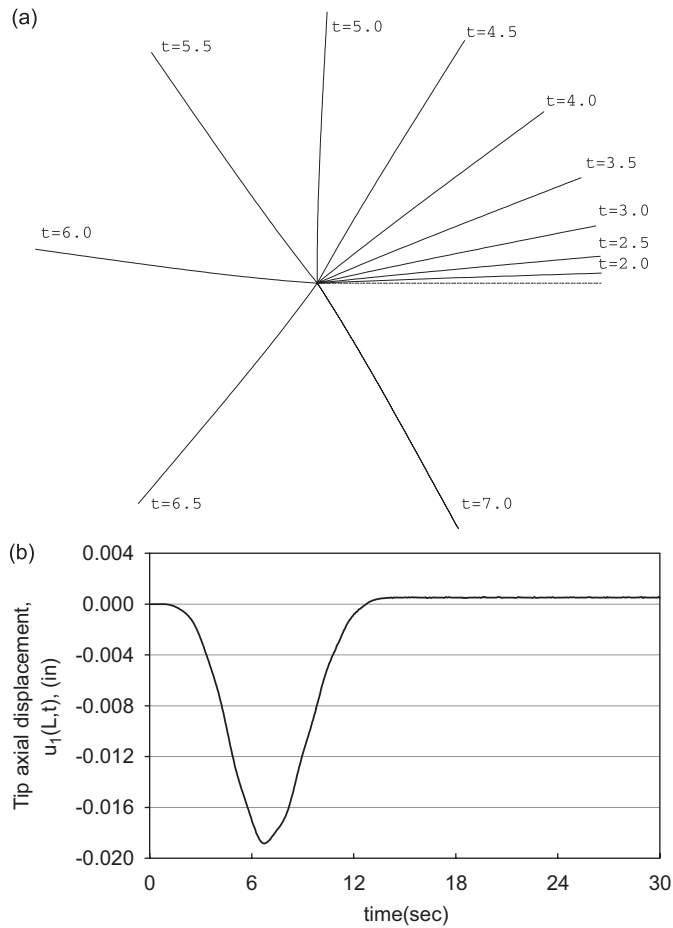 (a)
t=5.0
t=4.5
t=5.5
t=4.0
t=3.5
t=3.0
t=6.0
t=2.5
t=2.0
t=6.5
t=7.0
(b)
0.004
0.000
-0.004
-0.008
-0.012
-0.016
-0.020
Tip axial displacement,
u1(L,t), (in)
0 6 12 18 24 30
time(sec)